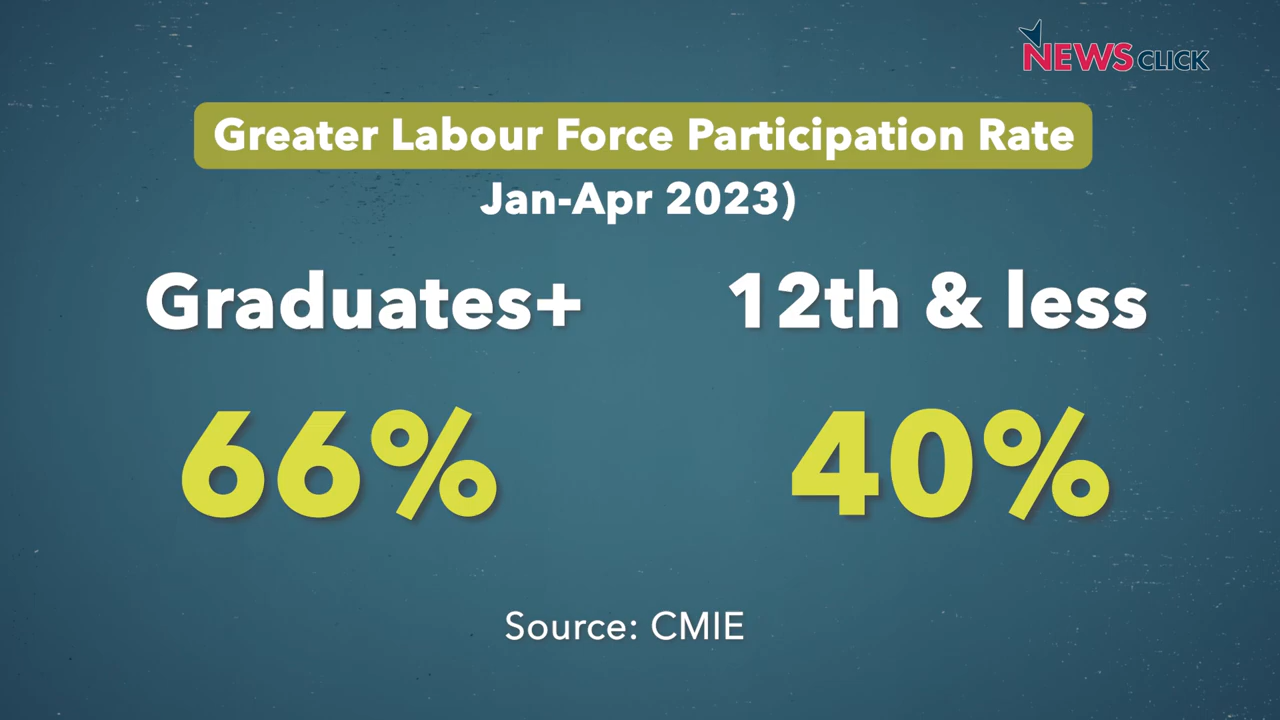 NEWSCLICK
Greater Labour Force Participation Rate
Jan-Apr 2023)
Graduates+ 12th & less
66% 40%
Source: CMIE